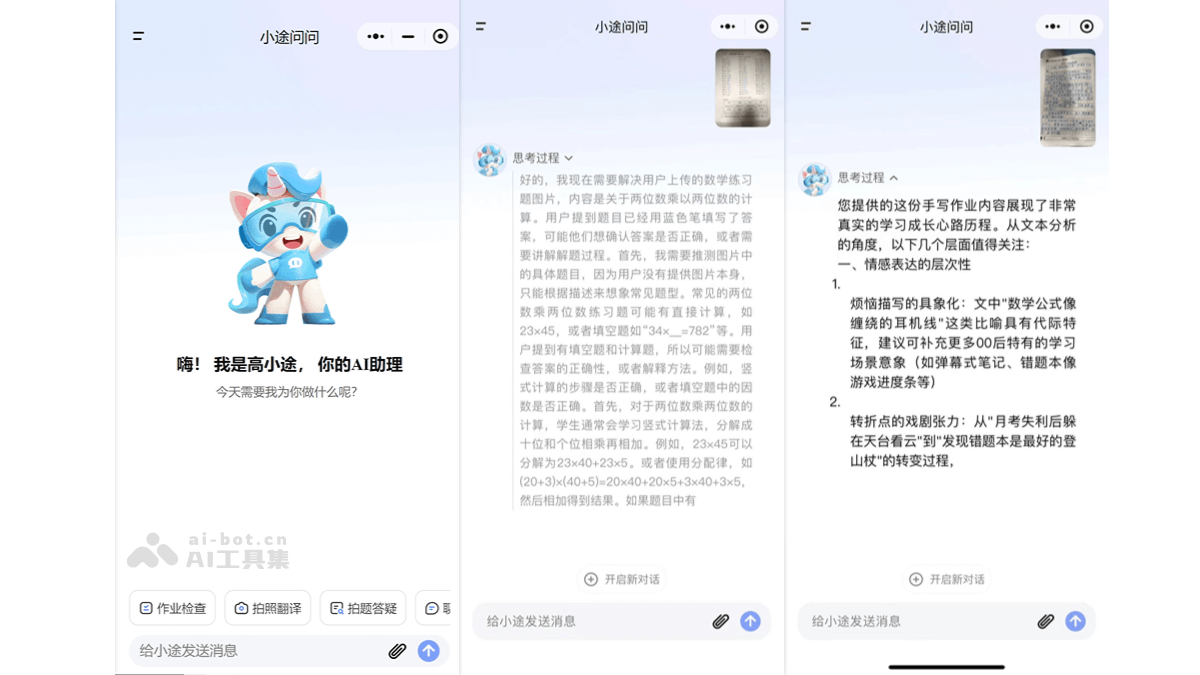 小途问问
嗨！我是高小途，你的AI助理
今天需要我为你做什么呢?
ai-bot.cn
AI工具集
作业检查
拍照翻译
拍题答疑
给小途发送消息
小途问问
思考过程
好的，我现在需要解决用户上传的数学练习
题图片，内容是关于两位数乘以两位数的计
算。用户提到题目已经用蓝色笔填写了答
案，可能他们想确认答案是否正确，或者需
要讲解解题过程。首先，我需要推测图片中
的具体题目，因为用户没有提供图片本身，
只能根据描述来想象常见题型。常见的两位
数乘两位数练习题可能有直接计算，如
23×45，或者填空题如“34×__=782”等。用
户提到有填空题和计算题，所以可能需要检
查答案的正确性，或者解释方法。例如，竖
式计算的步骤是否正确，或者填空题中的因
数是否正确。首先，对于两位数乘两位数的
计算，学生通常会学习竖式计算法，分解成
十位和个位相乘再相加。例如，23×45可以
分解为23×40+23×5。或者使用分配律，如
(20+3)×(40+5)=20×40+20×5+3×40+3×5，
然后相加得到结果。如果题目中有
开启新对话
给小途发送消息
小途问问
思考过程
您提供的这份手写作业内容展现了非常
真实的学习成长心路历程。从文本分析
的角度，以下几个层面值得关注：
一、情感表达的层次性
1.
烦恼描写的具象化：文中"数学公式像
缠绕的耳机线"这类比喻具有代际特
征，建议可补充更多00后特有的学习
场景意象（如弹幕式笔记、错题本像
游戏进度条等）
2.
转折点的戏剧张力：从"月考失利后躲
在天台看云"到"发现错题本是最好的登
山杖"的转变过程，
开启新对话
给小途发送消息